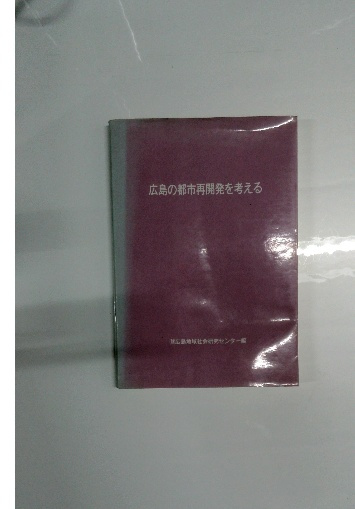 広島の都市再開発を考える
広島地域社会研究センター編